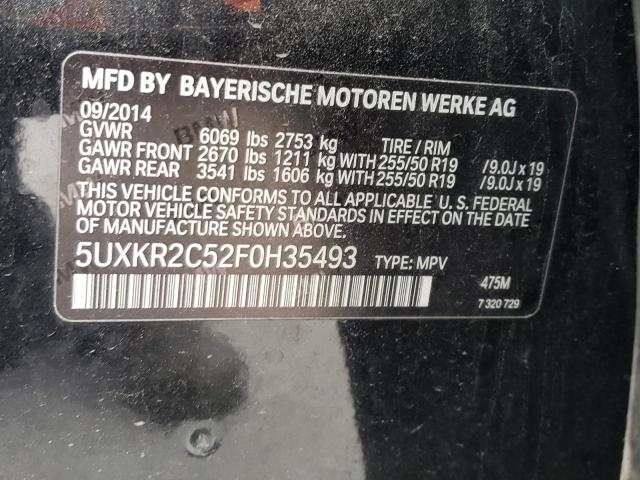 MFD BY BAYERISCHE MOTOREN WERKE AG
09/2014
GVWR 6069 lbs 2753 kg TIRE / RIM
GAWR FRONT 2670 lbs 1211 kg WITH 255/50 R19 /9.0J x 19
GAWR REAR 3541 lbs 1606 kg WITH 255/50 R19 /9.0J x 19
THIS VEHICLE CONFORMS TO ALL APPLICABLE U.S. FEDERAL
MOTOR VEHICLE SAFETY STANDARDS IN EFFECT ON THE DATE
OF MANUFACTURE SHOWN ABOVE.
5UXKR2C52F0H35493 TYPE: MPV
475M
7 320 729